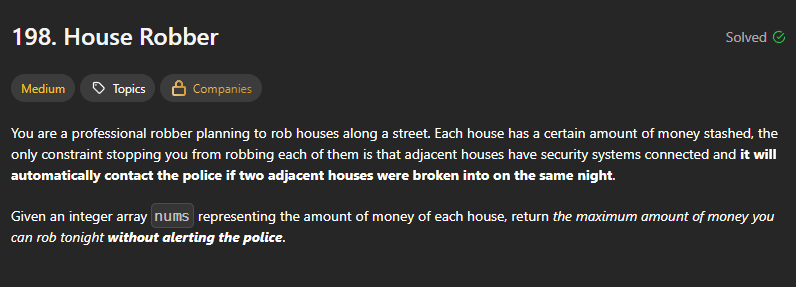 198. House Robber
Solved
Medium
Topics
Companies
You are a professional robber planning to rob houses along a street. Each house has a certain amount of money stashed, the
only constraint stopping you from robbing each of them is that adjacent houses have security systems connected and it will
automatically contact the police if two adjacent houses were broken into on the same night.
Given an integer array nums representing the amount of money of each house, return the maximum amount of money you
can rob tonight without alerting the police.